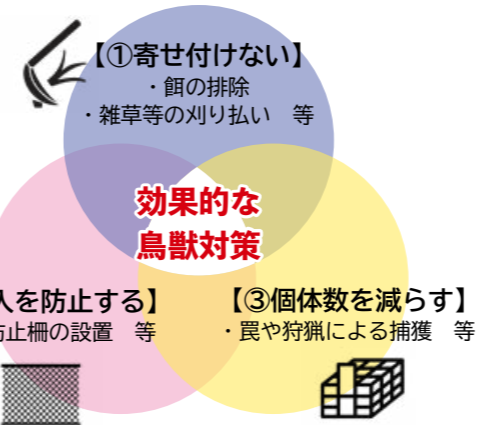 【①寄せ付けない】
・餌の排除
・雑草等の刈り払い　等
効果的な
鳥獣対策
を防止する】
止柵の設置　等
【③個体数を減らす】
・罠や狩猟による捕獲　等